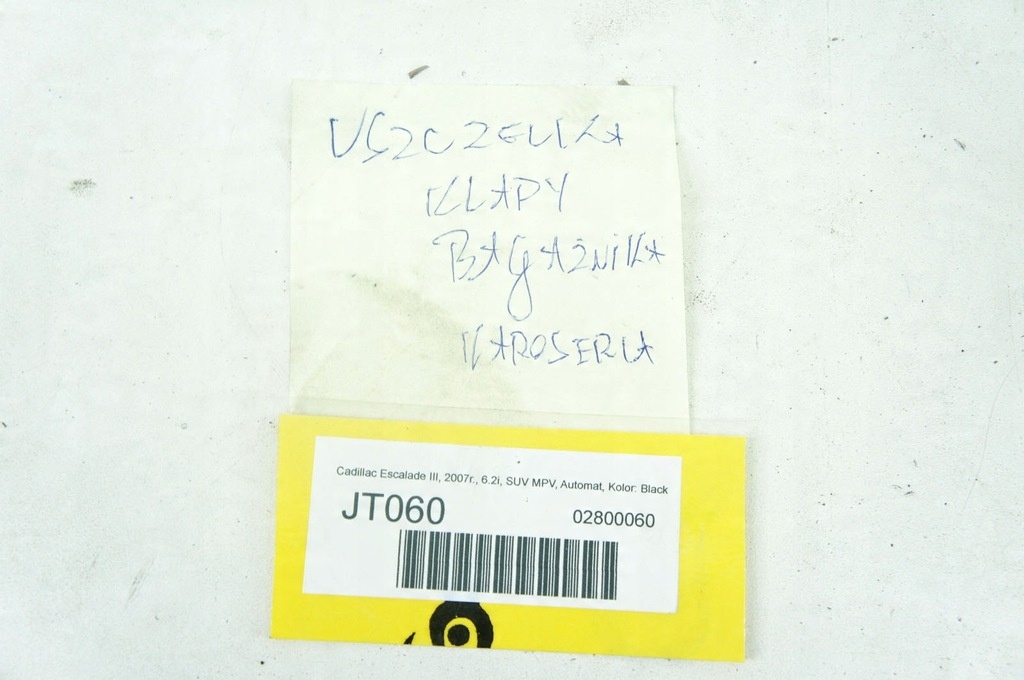 USZCZELKA
KLAPY
BAGAŻNIKA
KAROSERIA
Cadillac Escalade III, 2007r., 6.2i, SUV MPV, Automat, Kolor: Black
JT060
02800060